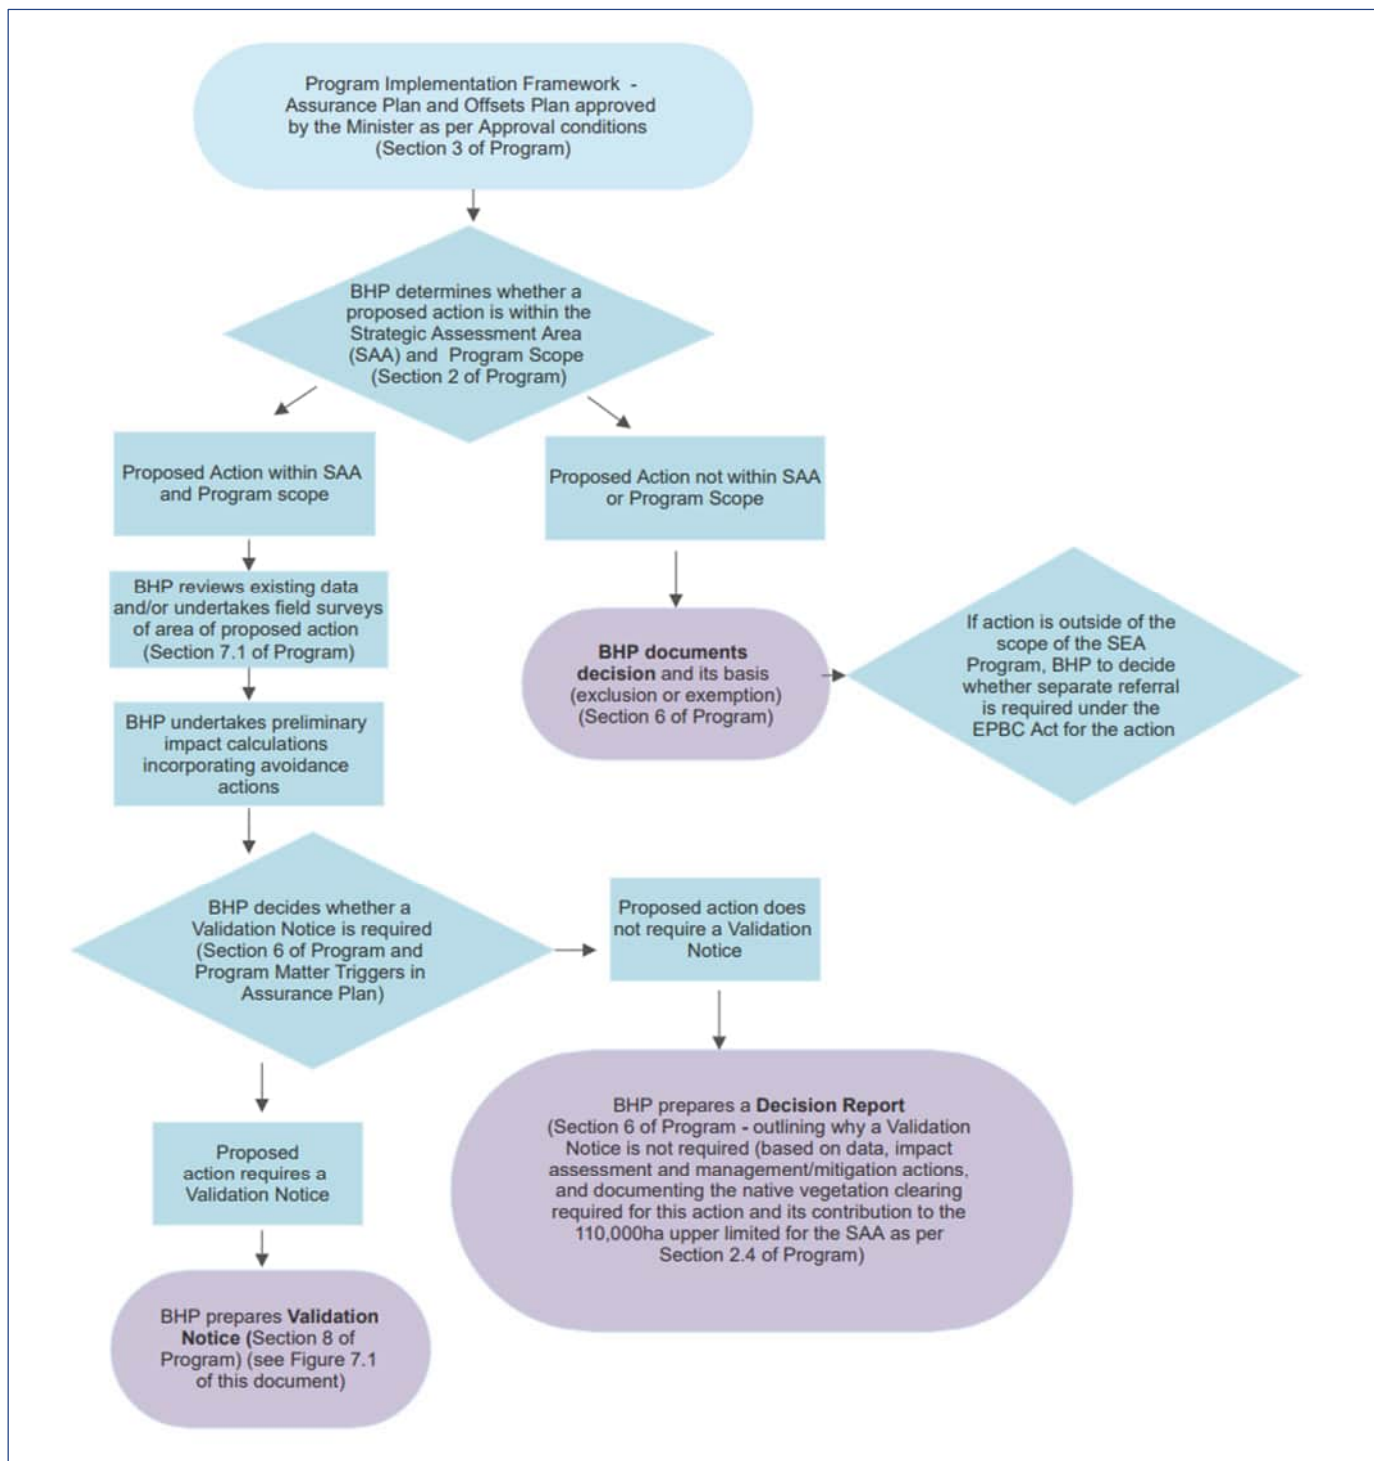 Program Implementation Framework -
Assurance Plan and Offsets Plan approved
by the Minister as per Approval conditions
(Section 3 of Program)
BHP determines whether a
proposed action is within the
Strategic Assessment Area
(SAA) and Program Scope
(Section 2 of Program)
Proposed Action within SAA
and Program scope
Proposed Action not within SAA
or Program Scope
BHP reviews existing data
and/or undertakes field surveys
of area of proposed action
(Section 7.1 of Program)
BHP documents
decision and its basis
(exclusion or exemption)
(Section 6 of Program)
If action is outside of the
scope of the SEA
Program, BHP to decide
whether separate referral
is required under the
EPBC Act for the action
BHP undertakes preliminary
impact calculations
incorporating avoidance
actions
BHP decides whether a
Validation Notice is required
(Section 6 of Program and
Program Matter Triggers in
Assurance Plan)
Proposed action does
not require a Validation
Notice
BHP prepares a Decision Report
(Section 6 of Program - outlining why a Validation
Notice is not required (based on data, impact
assessment and management/mitigation actions,
and documenting the native vegetation clearing
required for this action and its contribution to the
110,000ha upper limited for the SAA as per
Section 2.4 of Program)
Proposed
action requires a
Validation Notice
BHP prepares Validation
Notice (Section 8 of
Program) (see Figure 7.1
of this document)